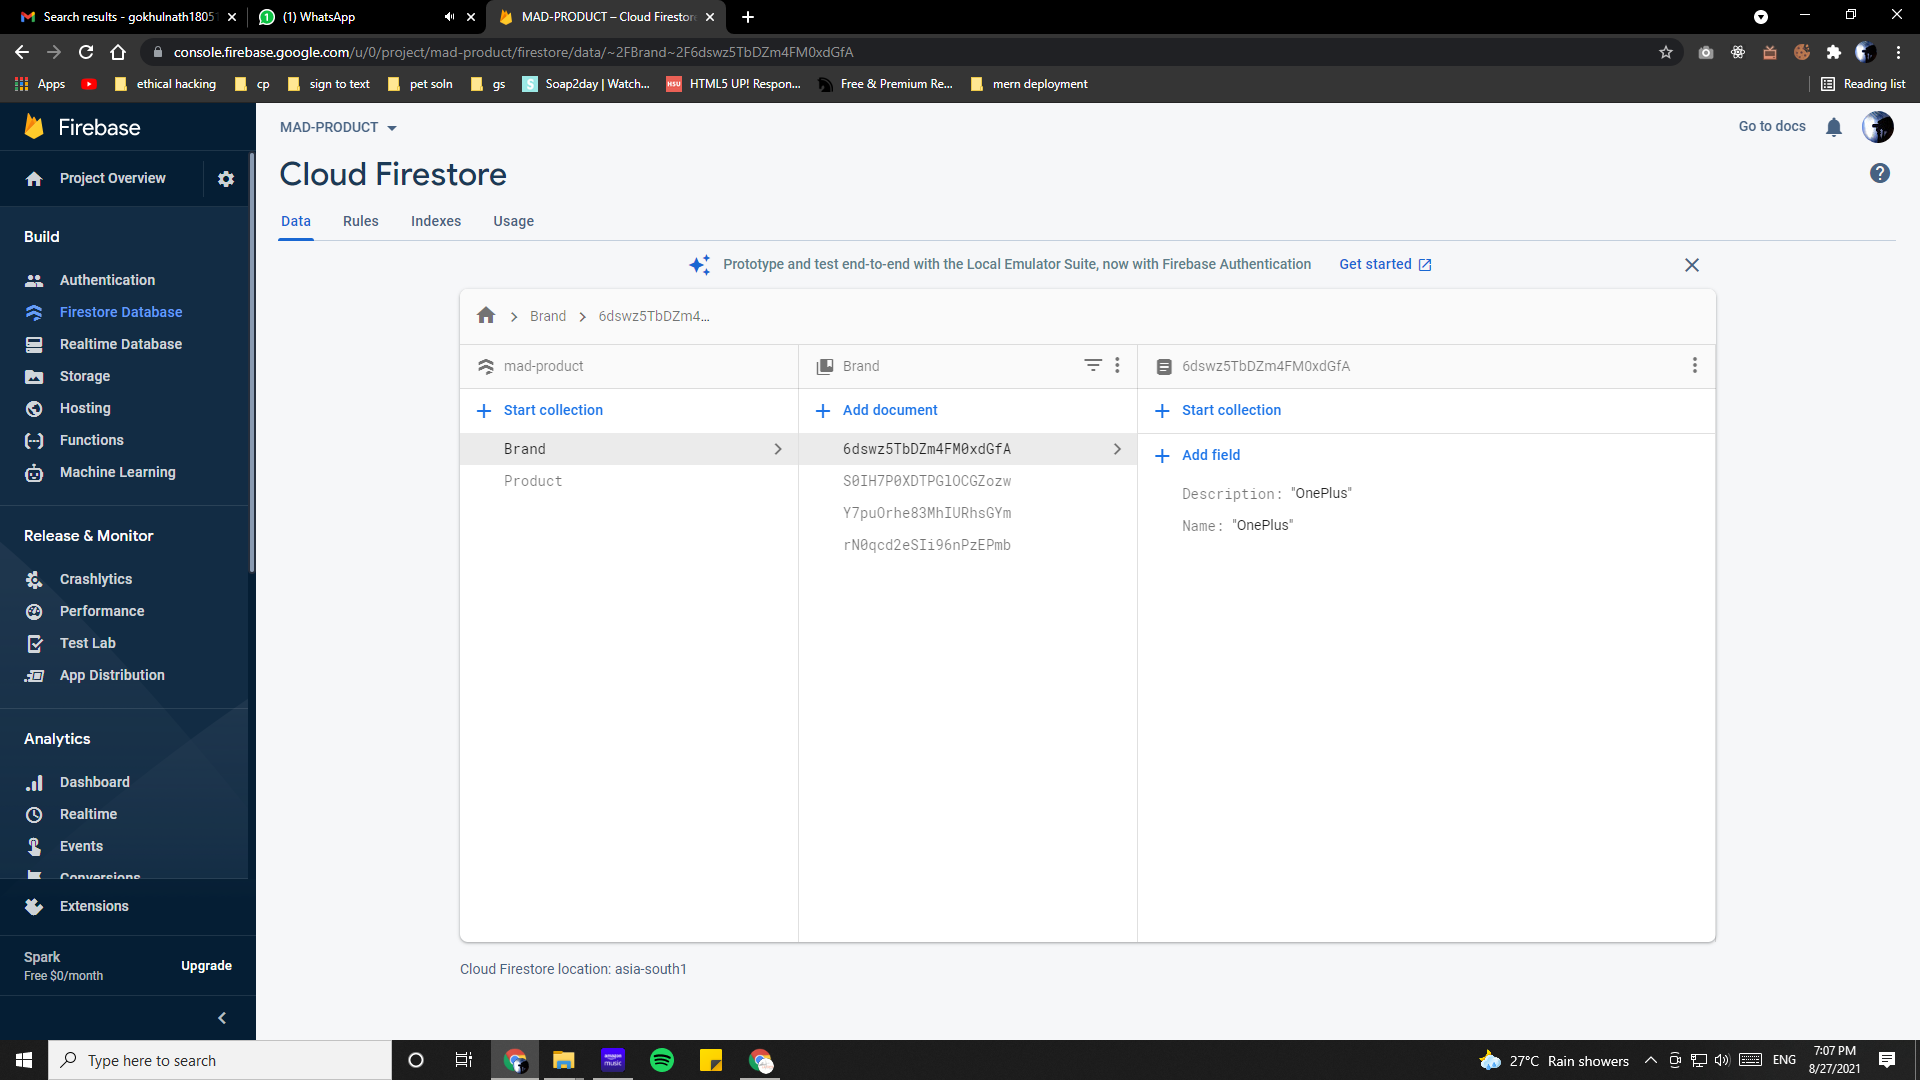 Search results - gokhulnath1805
(1) WhatsApp
MAD-PRODUCT – Cloud Firestore
console.firebase.google.com/u/0/project/mad-product/firestore/data/~2FBrand~2F6dswz5TbDZm4FM0xdGfA
Apps
ethical hacking
cp
sign to text
pet soln
gs
Soap2day | Watch...
HTML5 UP! Respon...
Free & Premium Re...
mern deployment
Reading list
Firebase
MAD-PRODUCT
Go to docs
Project Overview
Cloud Firestore
Data
Rules
Indexes
Usage
Build
Authentication
Firestore Database
Realtime Database
Storage
Hosting
Functions
Machine Learning
Release & Monitor
Crashlytics
Performance
Test Lab
App Distribution
Analytics
Dashboard
Realtime
Events
Conversions
Extensions
Spark
Free $0/month
Upgrade
Prototype and test end-to-end with the Local Emulator Suite, now with Firebase Authentication
Get started
Brand
6dswz5TbDZm4...
mad-product
Start collection
Brand
Product
Brand
Add document
6dswz5TbDZm4FM0xdGfA
S0IH7P0XDTPGlOCGZozw
Y7puOrhe83MhIURhsGYm
rN0qcd2eSIi96nPzEPmb
6dswz5TbDZm4FM0xdGfA
Start collection
Add field
Description: "OnePlus"
Name: "OnePlus"
Cloud Firestore location: asia-south1
Type here to search
27°C Rain showers
ENG
7:07 PM
8/27/2021